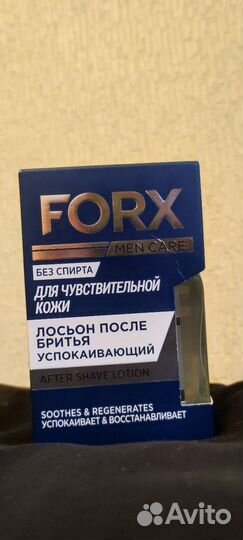 FORX
MEN CARE
БЕЗ СПИРТА
ДЛЯ ЧУВСТВИТЕЛЬНОЙ
КОЖИ
ЛОСЬОН ПОСЛЕ
БРИТЬЯ
УСПОКАИВАЮЩИЙ
AFTER SHAVE LOTION
SOOTHES & REGENERATES
УСПОКАИВАЕТ & ВОССТАНАВЛИВАЕТ
Avito